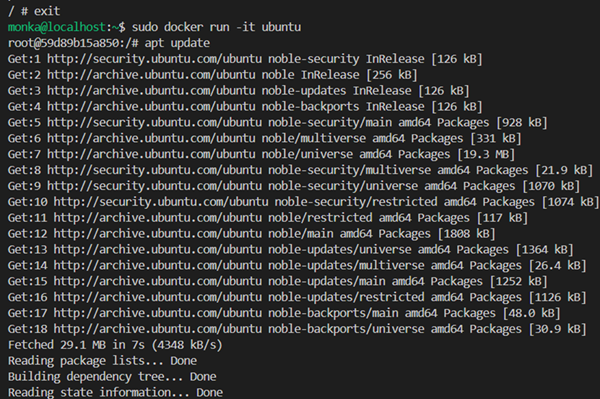 / # exit
monka@localhost:~$ sudo docker run -it ubuntu
root@59d89b15a850:/# apt update
Get:1 http://security.ubuntu.com/ubuntu noble-security InRelease [126 kB]
Get:2 http://archive.ubuntu.com/ubuntu noble InRelease [256 kB]
Get:3 http://archive.ubuntu.com/ubuntu noble-updates InRelease [126 kB]
Get:4 http://archive.ubuntu.com/ubuntu noble-backports InRelease [126 kB]
Get:5 http://security.ubuntu.com/ubuntu noble-security/main amd64 Packages [928 kB]
Get:6 http://archive.ubuntu.com/ubuntu noble/multiverse amd64 Packages [331 kB]
Get:7 http://archive.ubuntu.com/ubuntu noble/universe amd64 Packages [19.3 MB]
Get:8 http://security.ubuntu.com/ubuntu noble-security/multiverse amd64 Packages [21.9 kB]
Get:9 http://security.ubuntu.com/ubuntu noble-security/universe amd64 Packages [1070 kB]
Get:10 http://security.ubuntu.com/ubuntu noble-security/restricted amd64 Packages [1074 kB]
Get:11 http://archive.ubuntu.com/ubuntu noble/restricted amd64 Packages [117 kB]
Get:12 http://archive.ubuntu.com/ubuntu noble/main amd64 Packages [1808 kB]
Get:13 http://archive.ubuntu.com/ubuntu noble-updates/universe amd64 Packages [1364 kB]
Get:14 http://archive.ubuntu.com/ubuntu noble-updates/multiverse amd64 Packages [26.4 kB]
Get:15 http://archive.ubuntu.com/ubuntu noble-updates/main amd64 Packages [1252 kB]
Get:16 http://archive.ubuntu.com/ubuntu noble-updates/restricted amd64 Packages [1126 kB]
Get:17 http://archive.ubuntu.com/ubuntu noble-backports/main amd64 Packages [48.0 kB]
Get:18 http://archive.ubuntu.com/ubuntu noble-backports/universe amd64 Packages [30.9 kB]
Fetched 29.1 MB in 7s (4348 kB/s)
Reading package lists... Done
Building dependency tree... Done
Reading state information... Done